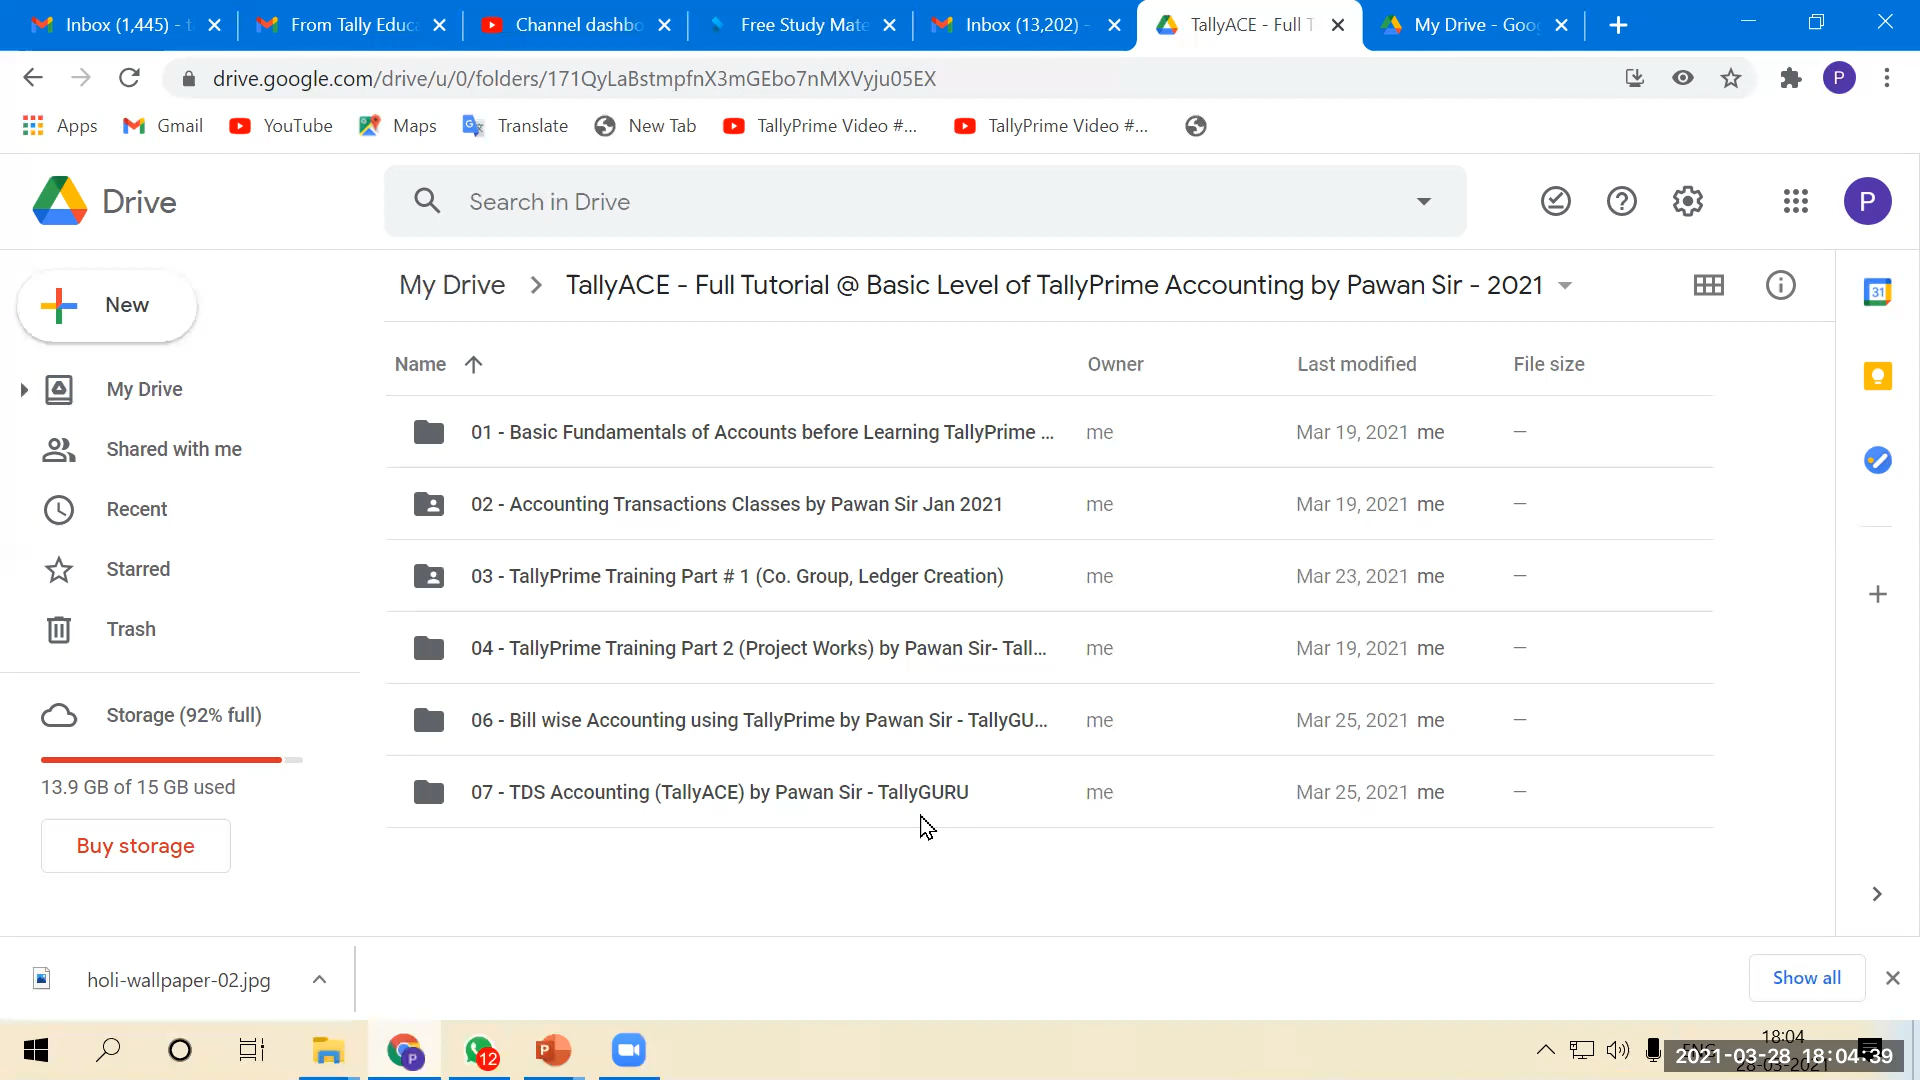 Inbox (1,445) - t
From Tally Educa
Channel dashbo
Free Study Mate
Inbox (13,202) -
TallyACE - Full T
My Drive - Goo
drive.google.com/drive/u/0/folders/171QyLaBstmpfnX3mGEbo7nMXVyju05EX
P
Apps
Gmail
YouTube
Maps
Translate
New Tab
TallyPrime Video #...
TallyPrime Video #...
Drive
Search in Drive
P
New
My Drive
TallyACE - Full Tutorial @ Basic Level of TallyPrime Accounting by Pawan Sir - 2021
31
Name
Owner
Last modified
File size
My Drive
Shared with me
Recent
Starred
Trash
Storage (92% full)
13.9 GB of 15 GB used
Buy storage
01 - Basic Fundamentals of Accounts before Learning TallyPrime ... me Mar 19, 2021 me —
02 - Accounting Transactions Classes by Pawan Sir Jan 2021 me Mar 19, 2021 me —
03 - TallyPrime Training Part # 1 (Co. Group, Ledger Creation) me Mar 23, 2021 me —
04 - TallyPrime Training Part 2 (Project Works) by Pawan Sir- Tall... me Mar 19, 2021 me —
06 - Bill wise Accounting using TallyPrime by Pawan Sir - TallyGU... me Mar 25, 2021 me —
07 - TDS Accounting (TallyACE) by Pawan Sir - TallyGURU me Mar 25, 2021 me —
holi-wallpaper-02.jpg
Show all
P
12
P
18:04
ENG
2021-03-28 18:04:39
28-03-2021